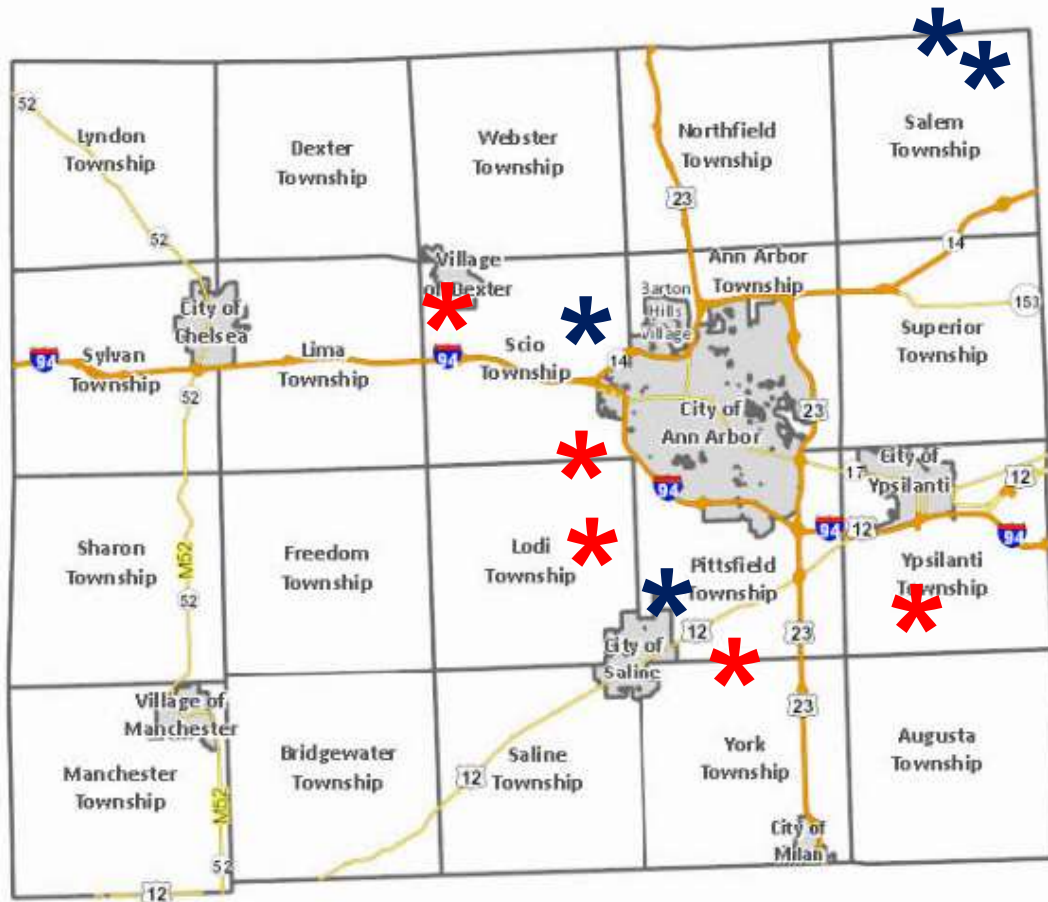 52
Lyndon
Township
Dexter
Township
Webster
Township
Northfield
Township
Salem
Township
23
52
14
Village
of Dexter
Ann Arbor
Township
153
City of
Chelsea
Barton
Hills
Village
Superior
Township
94
Sylvan
Township
Lima
Township
94
Scio
Township
14
52
City of
Ann Arbor
23
17
City of
Ypsilanti
12
94
94
12
94
Sharon
Township
M52
52
Freedom
Township
Lodi
Township
Pittsfield
Township
Ypsilanti
Township
12
23
City of
Saline
23
Village of
Manchester
Manchester
Township
M52
52
12
Bridgewater
Township
12
Saline
Township
York
Township
Augusta
Township
City of
Milan